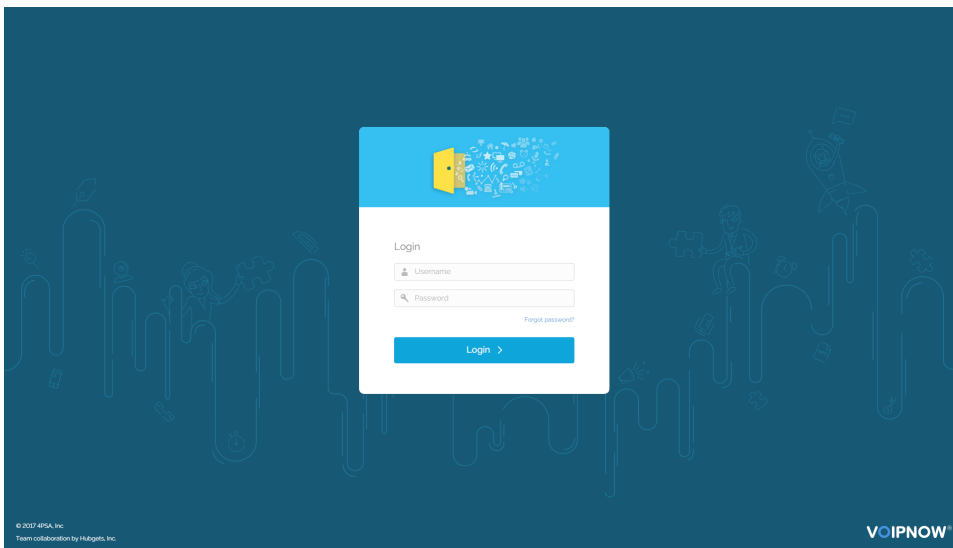 Login
Username
Password
Forgot password?
Login
© 2017 4PSA, Inc
Team collaboration by Hubgets, Inc.
VOIPNOW®